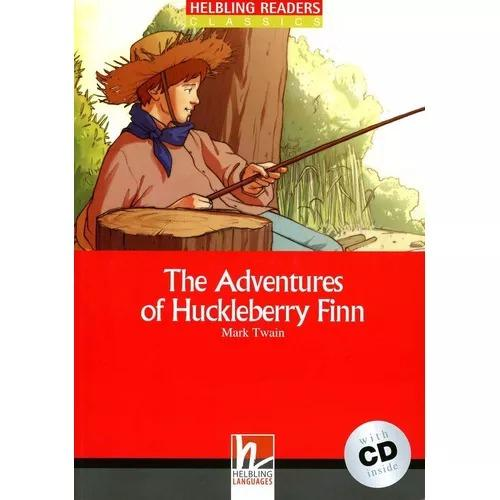 HELBLING READERS
CLASSICS
The Adventures
of Huckleberry Finn
Mark Twain
with
CD
inside
h
HELBLING
LANGUAGES